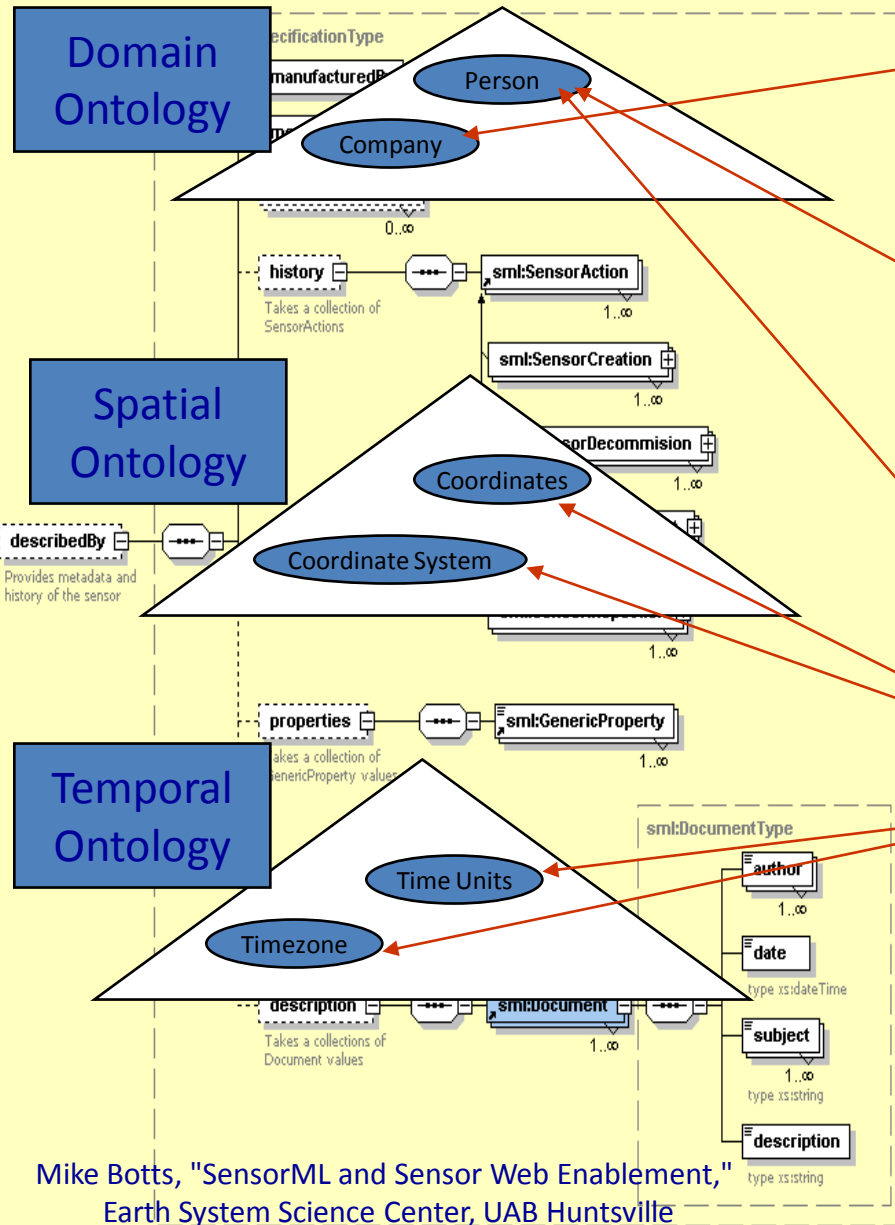 Domain
Ontology
ecificationType
manufacturedB
Person
Company
0..∞
history
sml:SensorAction
Takes a collection of
SensorActions
1..∞
sml:SensorCreation
1..∞
Spatial
Ontology
sorDecommision
1..∞
Coordinates
describedBy
Coordinate System
Provides metadata and
history of the sensor
1..∞
properties
sml:GenericProperty
akes a collection of
GenericProperty values
1..∞
Temporal
Ontology
Time Units
Timezone
sml:DocumentType
author
1..∞
date
type xs:dateTime
description
sml:Document
Takes a collections of
Document values
1..∞
subject
1..∞
type xs:string
description
type xs:string
Mike Botts, "SensorML and Sensor Web Enablement,"
Earth System Science Center, UAB Huntsville